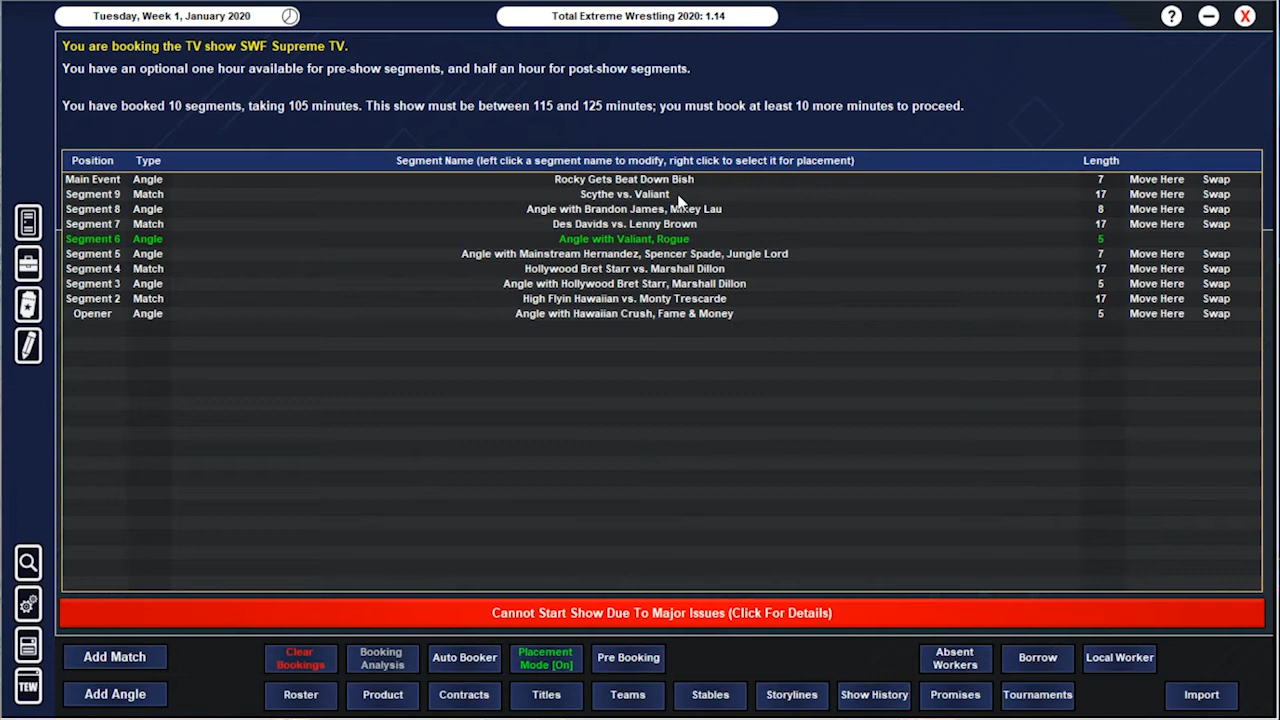 Tuesday, Week 1, January 2020
Total Extreme Wrestling 2020: 1.14
?
X
You are booking the TV show SWF Supreme TV.
You have an optional one hour available for pre-show segments, and half an hour for post-show segments.
You have booked 10 segments, taking 105 minutes. This show must be between 115 and 125 minutes; you must book at least 10 more minutes to proceed.
Position Type Segment Name (left click a segment name to modify, right click to select it for placement) Length
Main Event Angle Rocky Gets Beat Down Bish 7 Move Here Swap
Segment 9 Match Scythe vs. Valiant 17 Move Here Swap
Segment 8 Angle Angle with Brandon James, Mikey Lau 8 Move Here Swap
Segment 7 Match Des Davids vs. Lenny Brown 17 Move Here Swap
Segment 6 Angle Angle with Valiant, Rogue 5
Segment 5 Angle Angle with Mainstream Hernandez, Spencer Spade, Jungle Lord 7 Move Here Swap
Segment 4 Match Hollywood Bret Starr vs. Marshall Dillon 17 Move Here Swap
Segment 3 Angle Angle with Hollywood Bret Starr, Marshall Dillon 5 Move Here Swap
Segment 2 Match High Flyin Hawaiian vs. Monty Trescarde 17 Move Here Swap
Opener Angle Angle with Hawaiian Crush, Fame & Money 5 Move Here Swap
Cannot Start Show Due To Major Issues (Click For Details)
Add Match
Clear Bookings
Booking Analysis
Auto Booker
Placement Mode [On]
Pre Booking
Absent Workers
Borrow
Local Worker
TEW
Add Angle
Roster
Product
Contracts
Titles
Teams
Stables
Storylines
Show History
Promises
Tournaments
Import